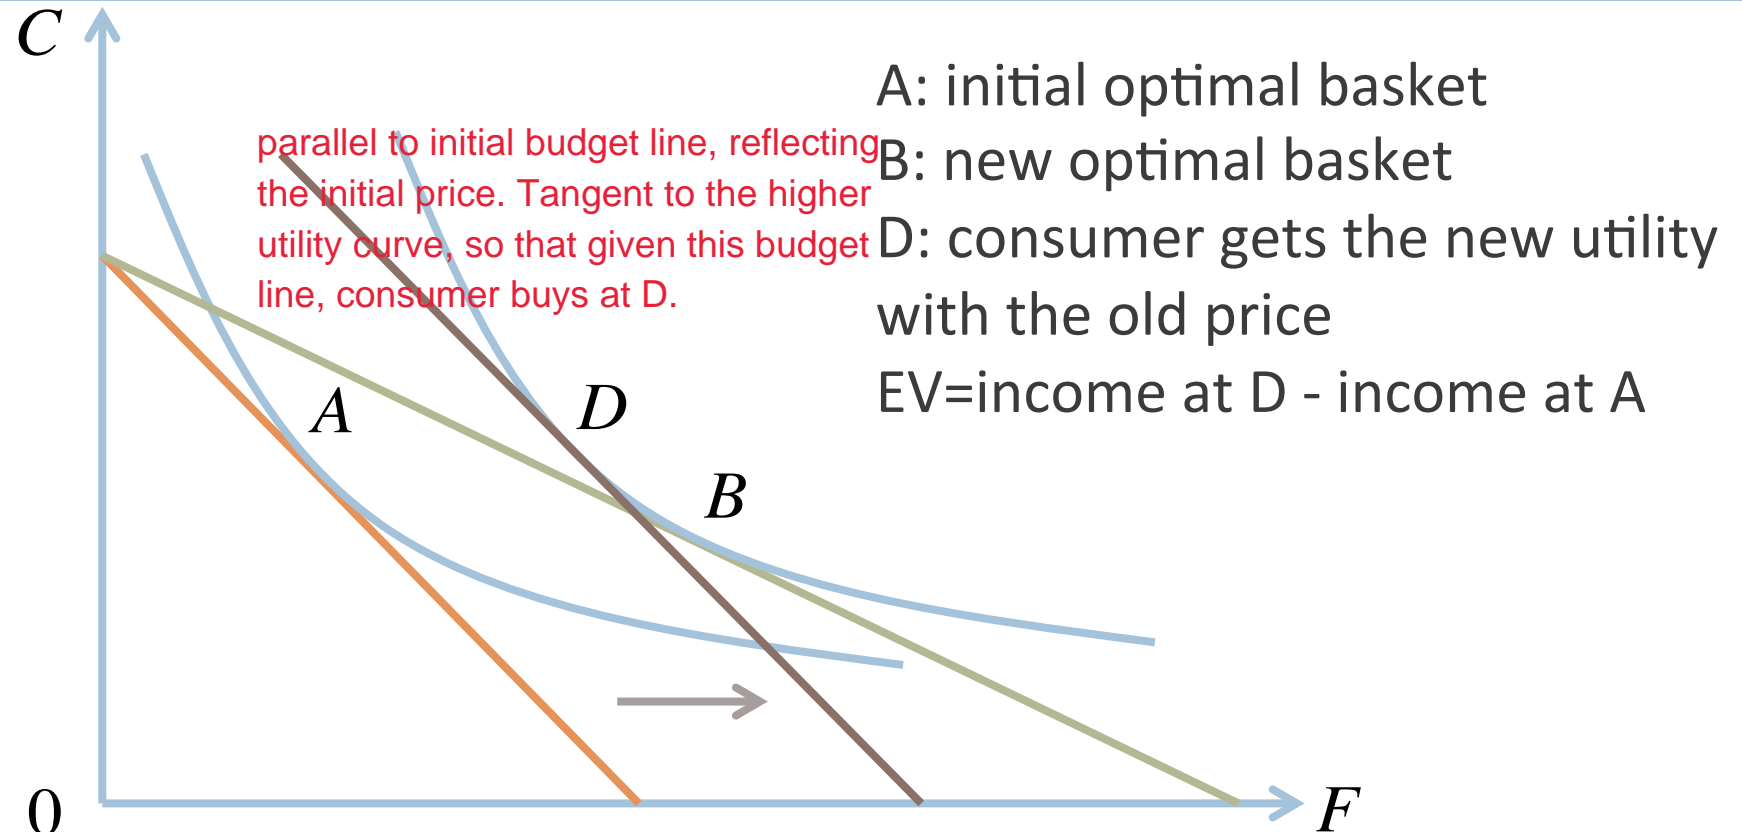 C
A: initial optimal basket
parallel to initial budget line, reflecting
B: new optimal basket
the initial price. Tangent to the higher
utility curve, so that given this budget
D: consumer gets the new utility
line, consumer buys at D.
with the old price
EV=income at D - income at A
A
D
B
0
F